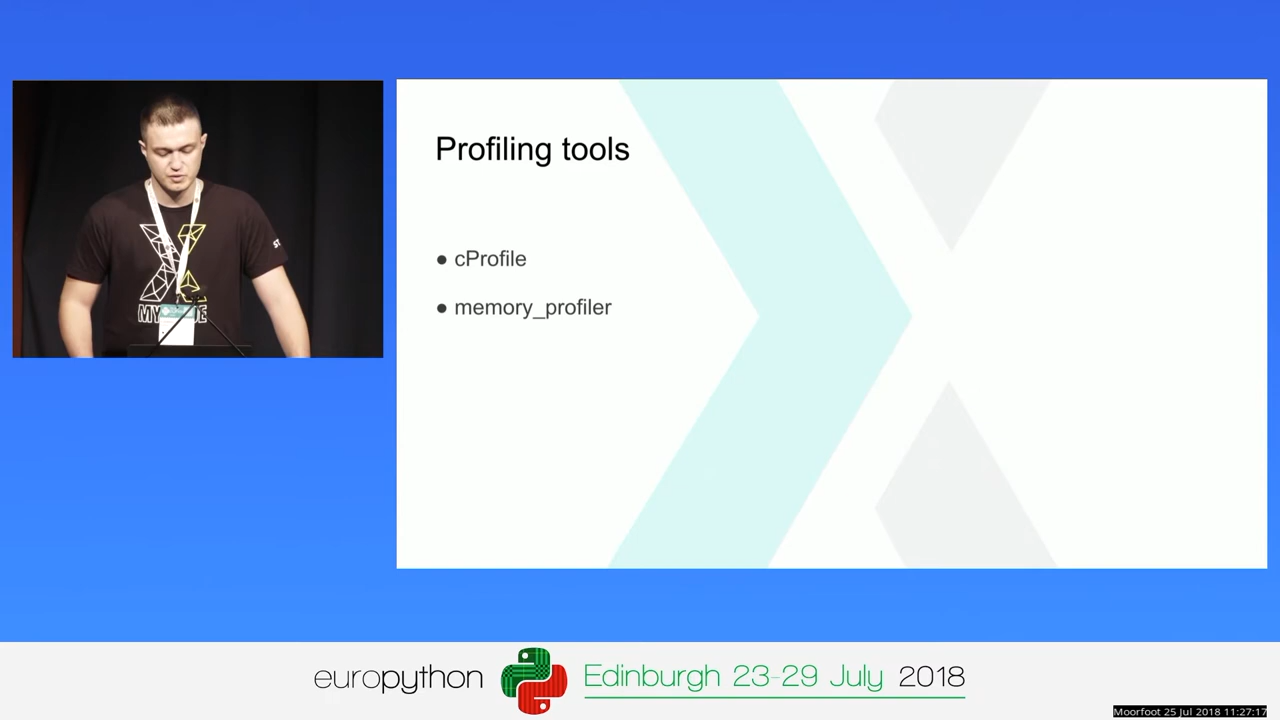 Profiling tools
● cProfile
● memory_profiler
europython Edinburgh 23-29 July 2018
Moorfoot 25 Jul 2018 11:27:17